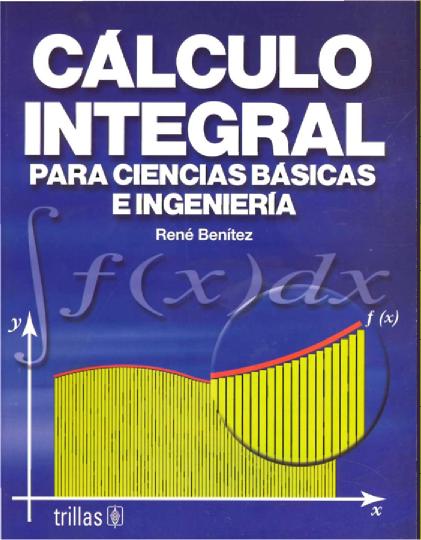 CÁLCULO
INTEGRAL
PARA CIENCIAS BÁSICAS
E INGENIERÍA
René Benítez
∫f(x)dx
y
f (x)
x
trillas